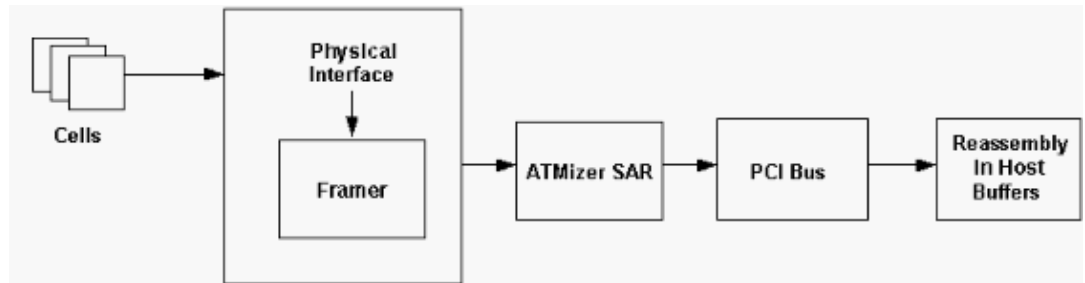 Cells
Physical
Interface
Framer
ATMizer SAR
PCI Bus
Reassembly
In Host
Buffers